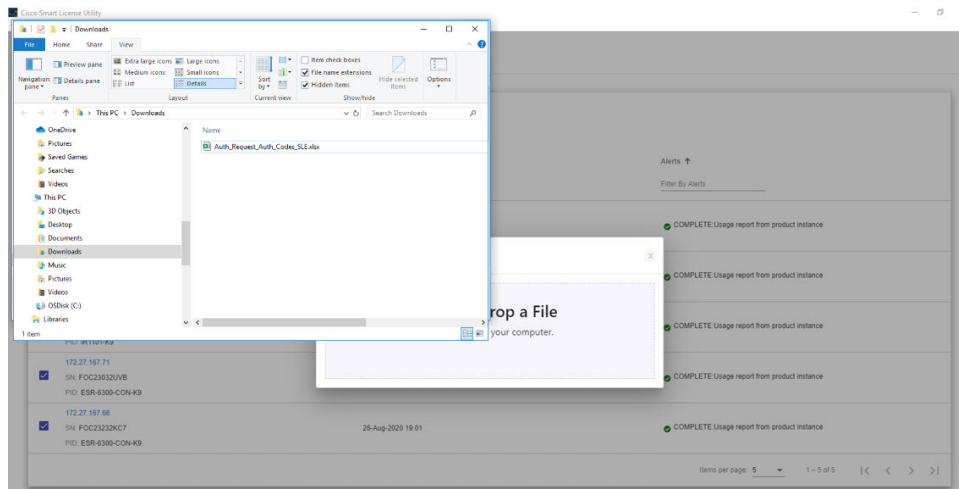 Cisco Smart License Utility
Downloads
File Home Share View
Navigation pane
Preview pane
Details pane
Panes
Extra large icons Large icons
Medium icons Small icons
List Details
Layout
Sort by
Current view
Item check boxes
File name extensions
Hidden items
Hide selected items
Show/hide
Options
This PC > Downloads
Search Downloads
OneDrive
Pictures
Saved Games
Searches
Videos
This PC
3D Objects
Desktop
Documents
Downloads
Music
Pictures
Videos
OSDisk (C:)
Libraries
Name
Auth_Request_Auth_Codes_SLE.xlsx
1 item
Alerts
Filter By Alerts
COMPLETE:Usage report from product instance
COMPLETE:Usage report from product instance
x
rop a File
your computer.
COMPLETE:Usage report from product instance
PID: IR1101-K9
172.27.167.71
SN: FOC23032UVB
PID: ESR-6300-CON-K9
COMPLETE:Usage report from product instance
172.27.167.66
SN: FOC23232KC7
PID: ESR-6300-CON-K9
26-Aug-2020 19:01
COMPLETE:Usage report from product instance
Items per page: 5 1 – 5 of 5